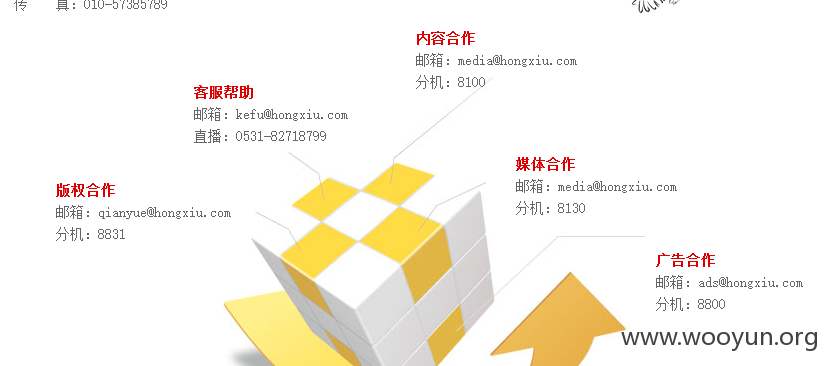 传　　真：010-57385789
内容合作
邮箱：media@hongxiu.com
分机：8100
客服帮助
邮箱：kefu@hongxiu.com
直播：0531-82718799
媒体合作
邮箱：media@hongxiu.com
分机：8130
版权合作
邮箱：qianyue@hongxiu.com
分机：8831
广告合作
邮箱：ads@hongxiu.com
分机：8800
www.wooyun.org